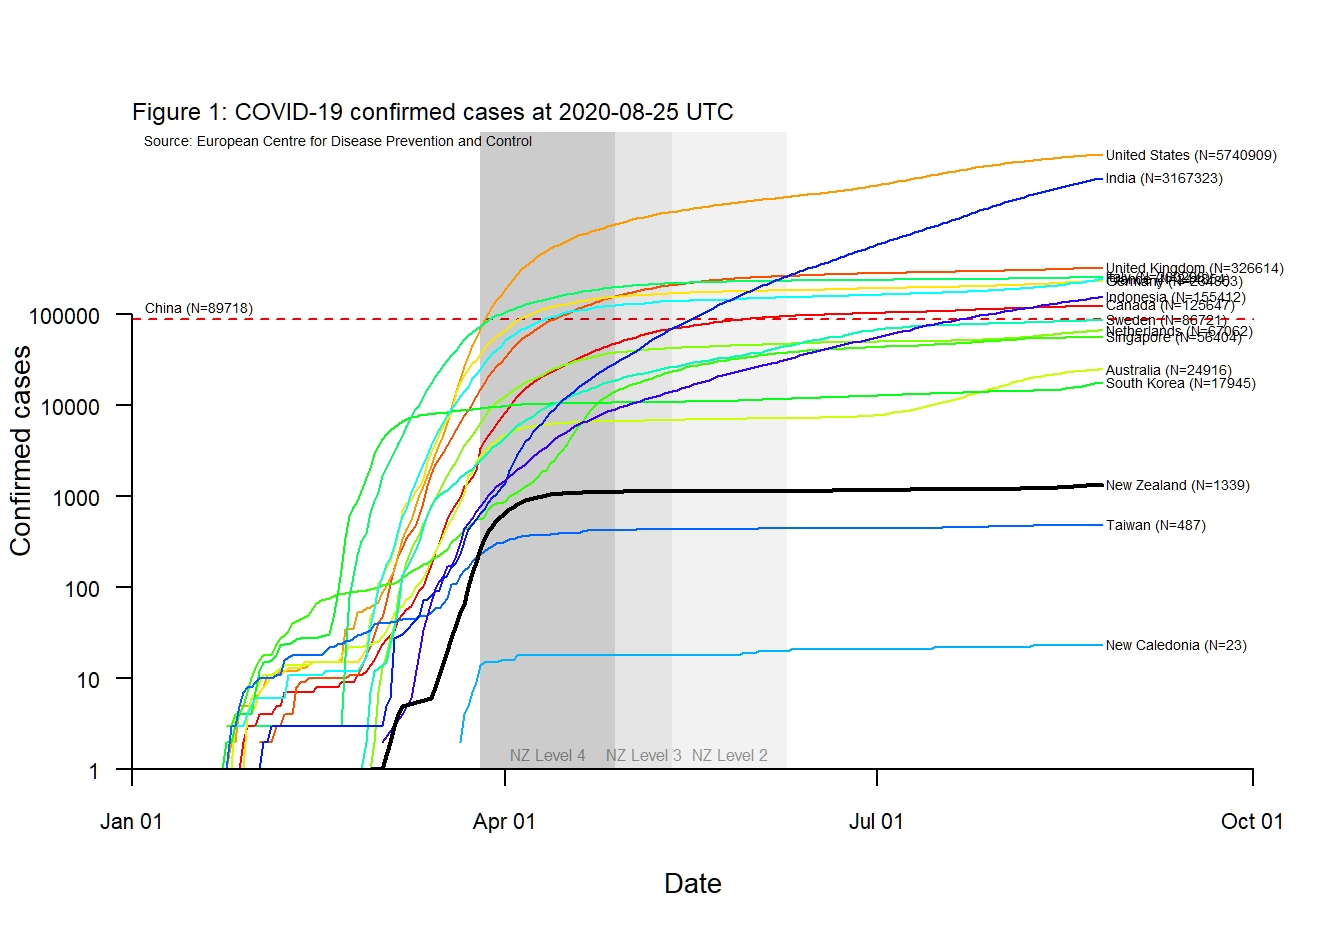 Figure 1: COVID-19 confirmed cases at 2020-08-25 UTC
Source: European Centre for Disease Prevention and Control
United States (N=5740909)
India (N=3167323)
United Kingdom (N=326614)
Germany
Indonesia (N=155412)
China (N=89718)
Canada (N=125647)
Sweden (N=86721)
Netherlands (N=67062)
Singapore (N=56404)
Australia (N=24916)
South Korea (N=17945)
New Zealand (N=1339)
Taiwan (N=487)
New Caledonia (N=23)
Confirmed cases
100000
10000
1000
100
10
1
NZ Level 4 NZ Level 3 NZ Level 2
Jan 01 Apr 01 Jul 01 Oct 01
Date